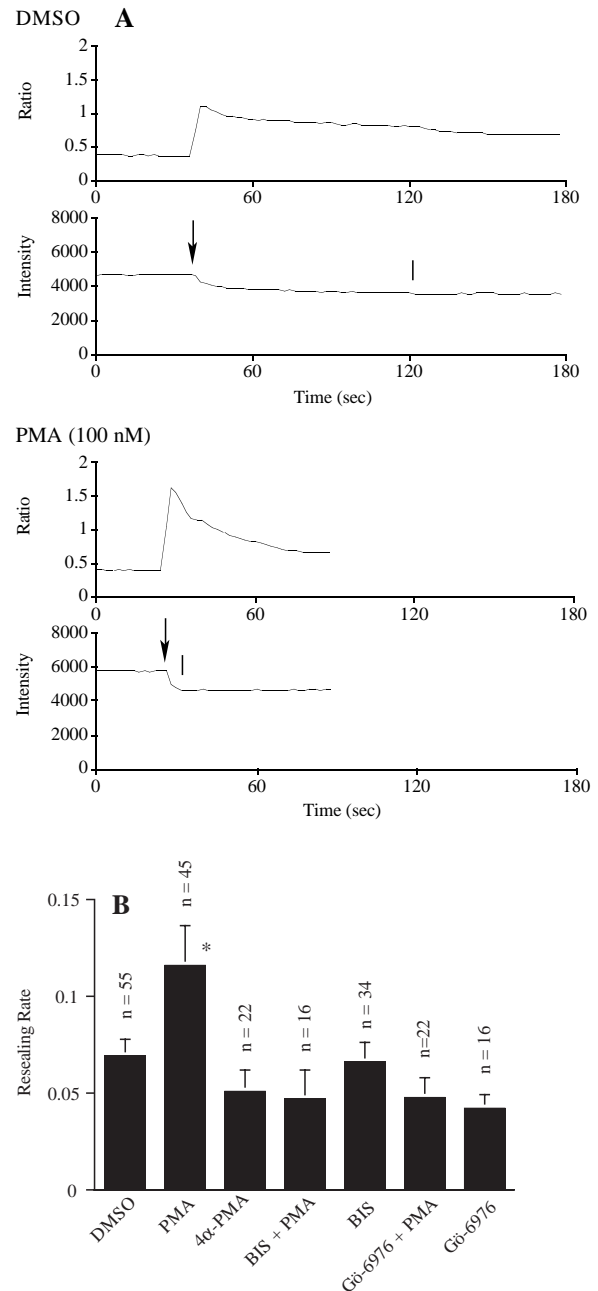 DMSO A
2
1.5
1
0.5
0
Ratio
0 60 120 180
8000
6000
4000
2000
0
Intensity
0 60 120 180
Time (sec)
PMA (100 nM)
2
1.5
1
0.5
0
Ratio
0 60 120 180
8000
6000
4000
2000
0
Intensity
0 60 120 180
Time (sec)
B
0.15
0.1
0.05
0
Resealing Rate
n = 55
n = 45
*
n = 22
n = 16
n = 34
n=22
n = 16
DMSO
PMA
4α-PMA
BIS + PMA
BIS
Gö-6976 + PMA
Gö-6976